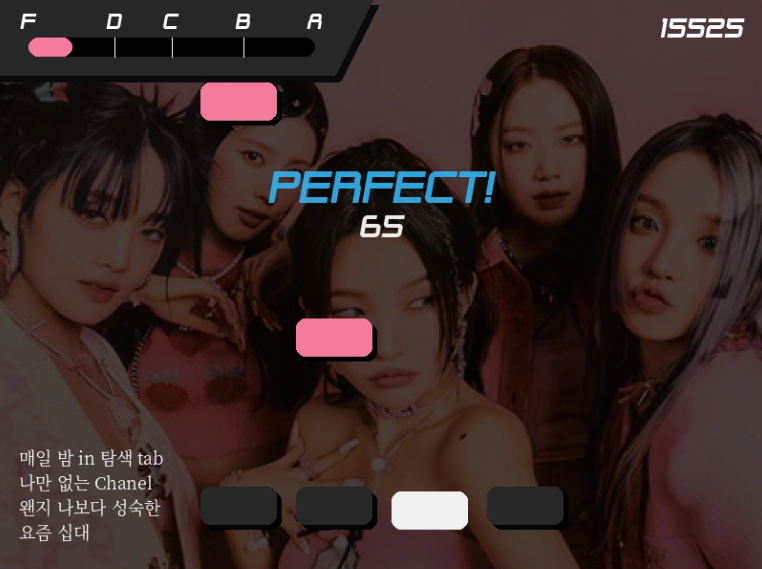 F D C B A
15525
PERFECT!
65
매일 밤 in 탐색 tab
나만 없는 Chanel
왠지 나보다 성숙한
요즘 십대